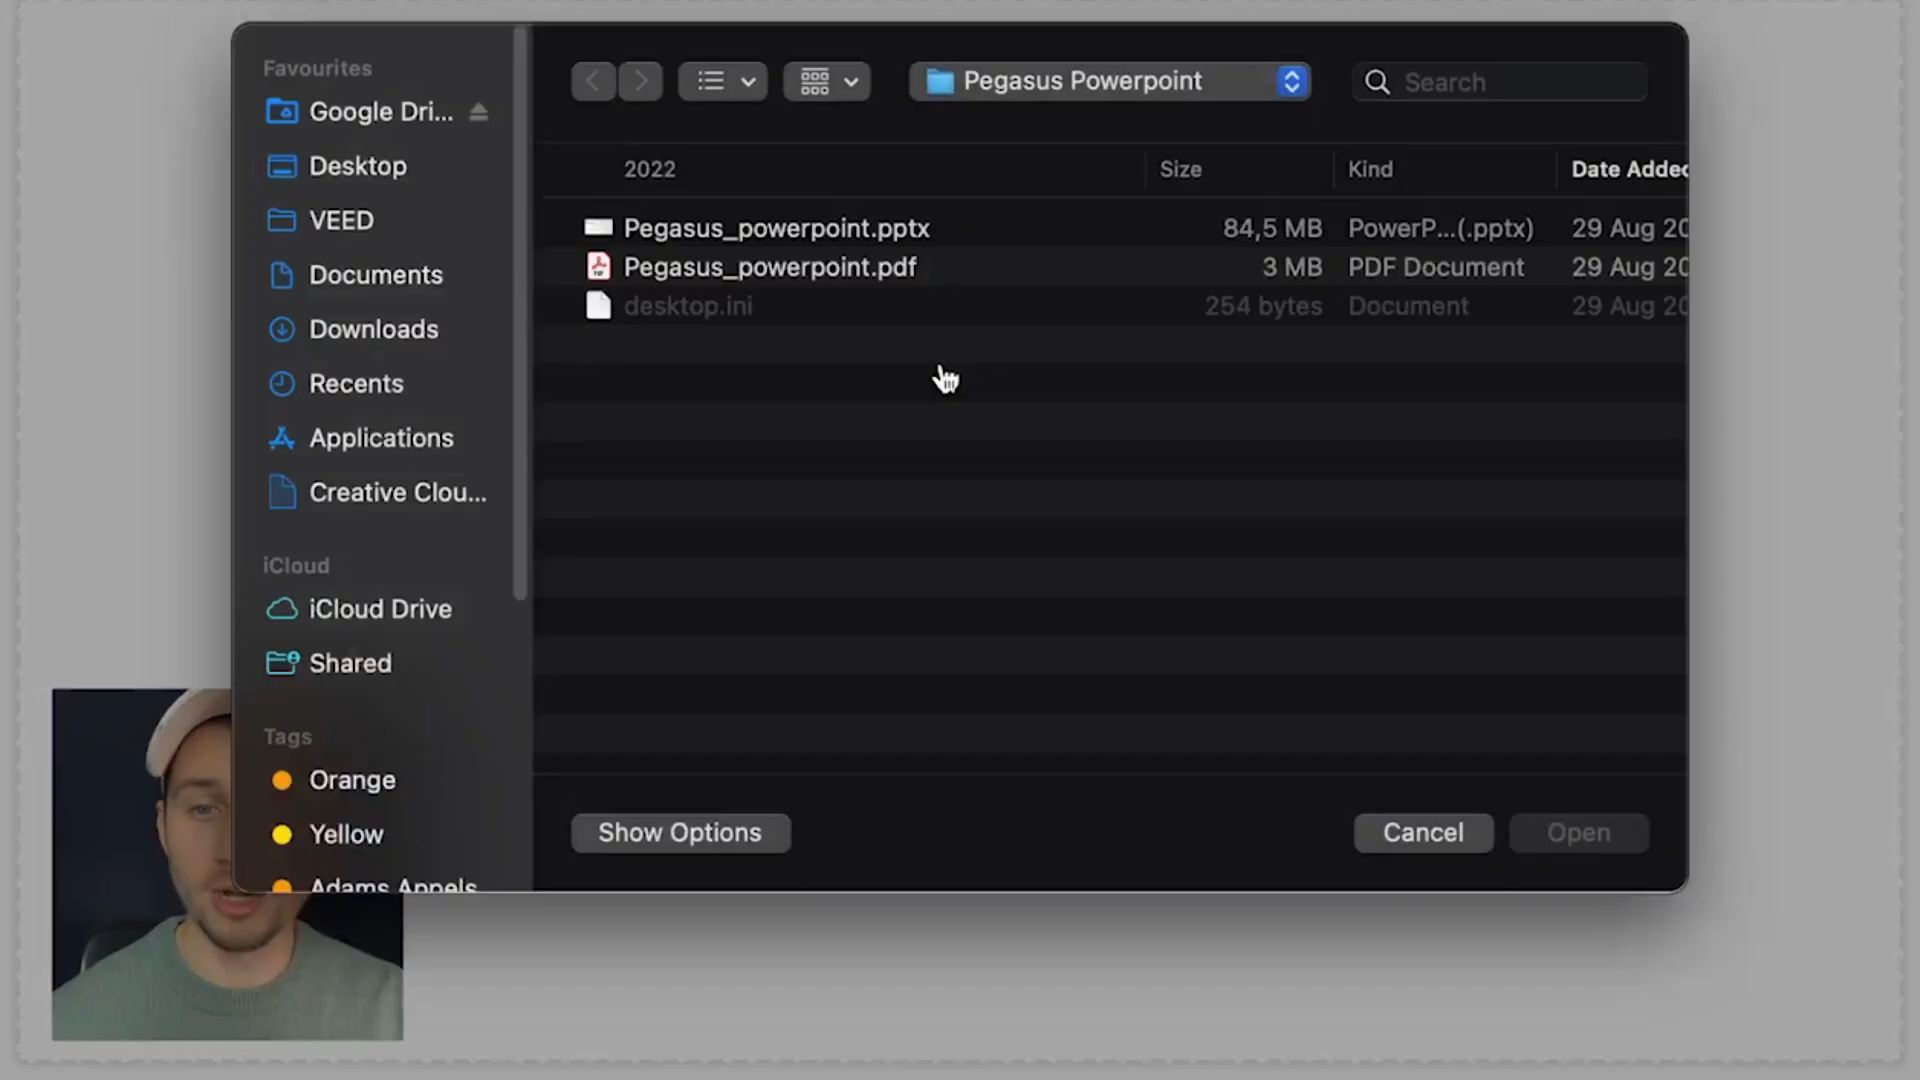 Favourites
Google Dri...
Desktop
VEED
Documents
Downloads
Recents
Applications
Creative Clou...
iCloud
iCloud Drive
Shared
Tags
Orange
Yellow
Adams Appels
Pegasus Powerpoint
Search
2022 Size Kind Date Added
Pegasus_powerpoint.pptx 84,5 MB PowerP...(.pptx) 29 Aug 20
Pegasus_powerpoint.pdf 3 MB PDF Document 29 Aug 20
desktop.ini 254 bytes Document 29 Aug 20
Show Options
Cancel
Open